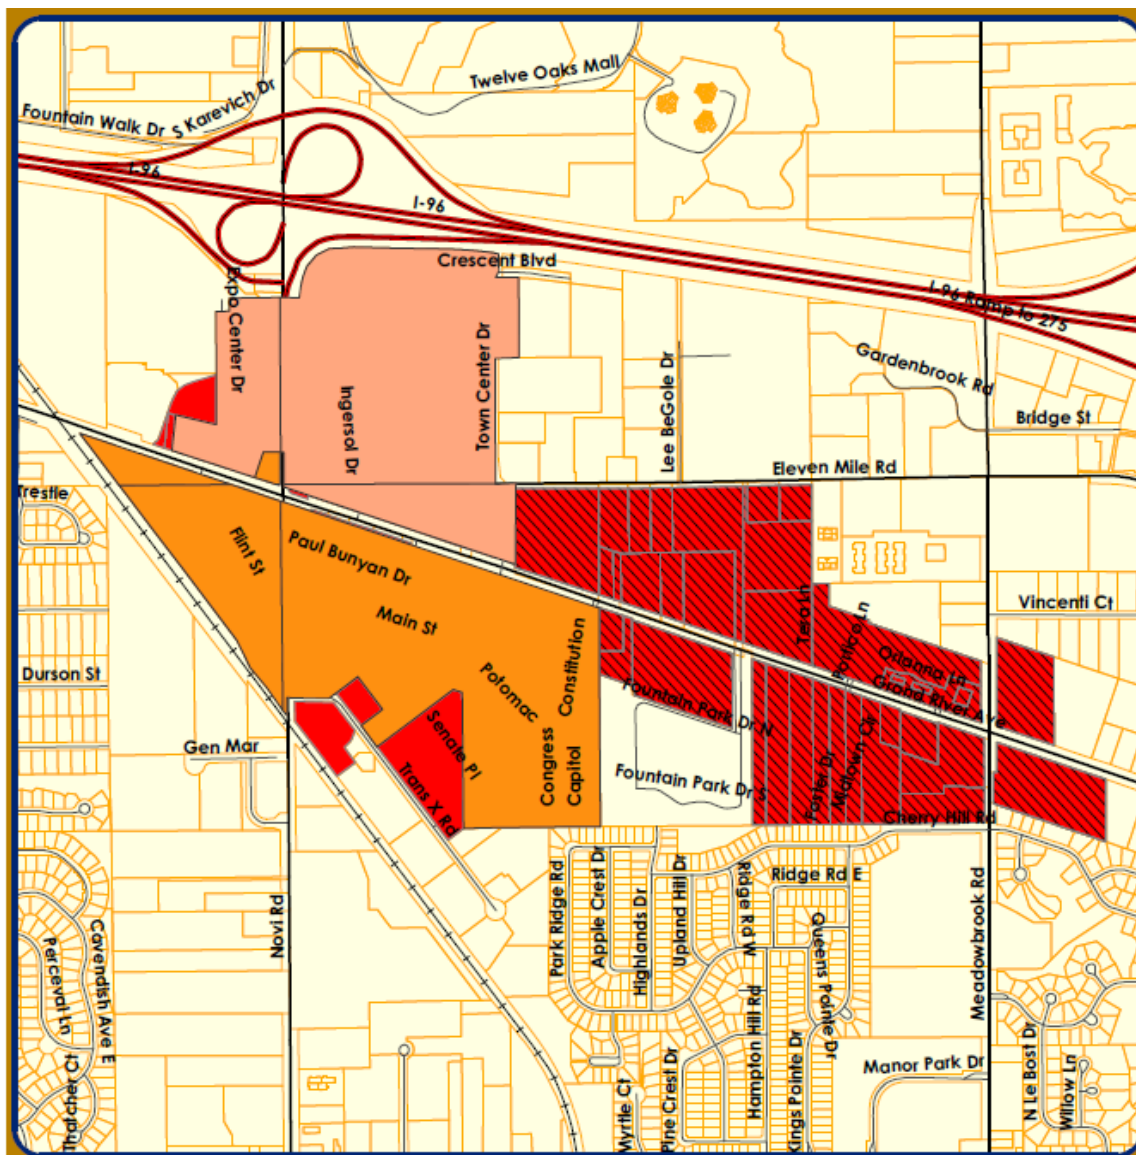 Twelve Oaks Mall
Fountain Walk Dr
S Karevich Dr
I-96
I-96
Crescent Blvd
Expo Center Dr
I-96 Ramp to 275
Town Center Dr
Ingersol Dr
Lee BeGole Dr
Gardenbrook Rd
Bridge St
Eleven Mile Rd
Trestle
Flint St
Paul Bunyan Dr
Main St
Tera Ln
Portico Ln
Vincenti Ct
Constitution
Orianna Ln
Grand River Ave
Durson St
Potomac
Fountain Park Dr N
Senate Pl
Gen Mar
Congress
Capitol
Trans X Rd
Fountain Park Dr S
Foster Dr
Midtown Cir
Cherry Hill Rd
Ridge Rd E
Park Ridge Rd
Apple Crest Dr
Highlands Dr
Upland Hill Dr
Ridge Rd W
Queens Pointe Dr
Novi Rd
Meadowbrook Rd
Cavendish Ave E
Perceval Ln
Hampton Hill Rd
Kings Pointe Dr
Manor Park Dr
Thatcher Ct
Myrtle Ct
Pine Crest Dr
N Le Bost Dr
Willow Ln